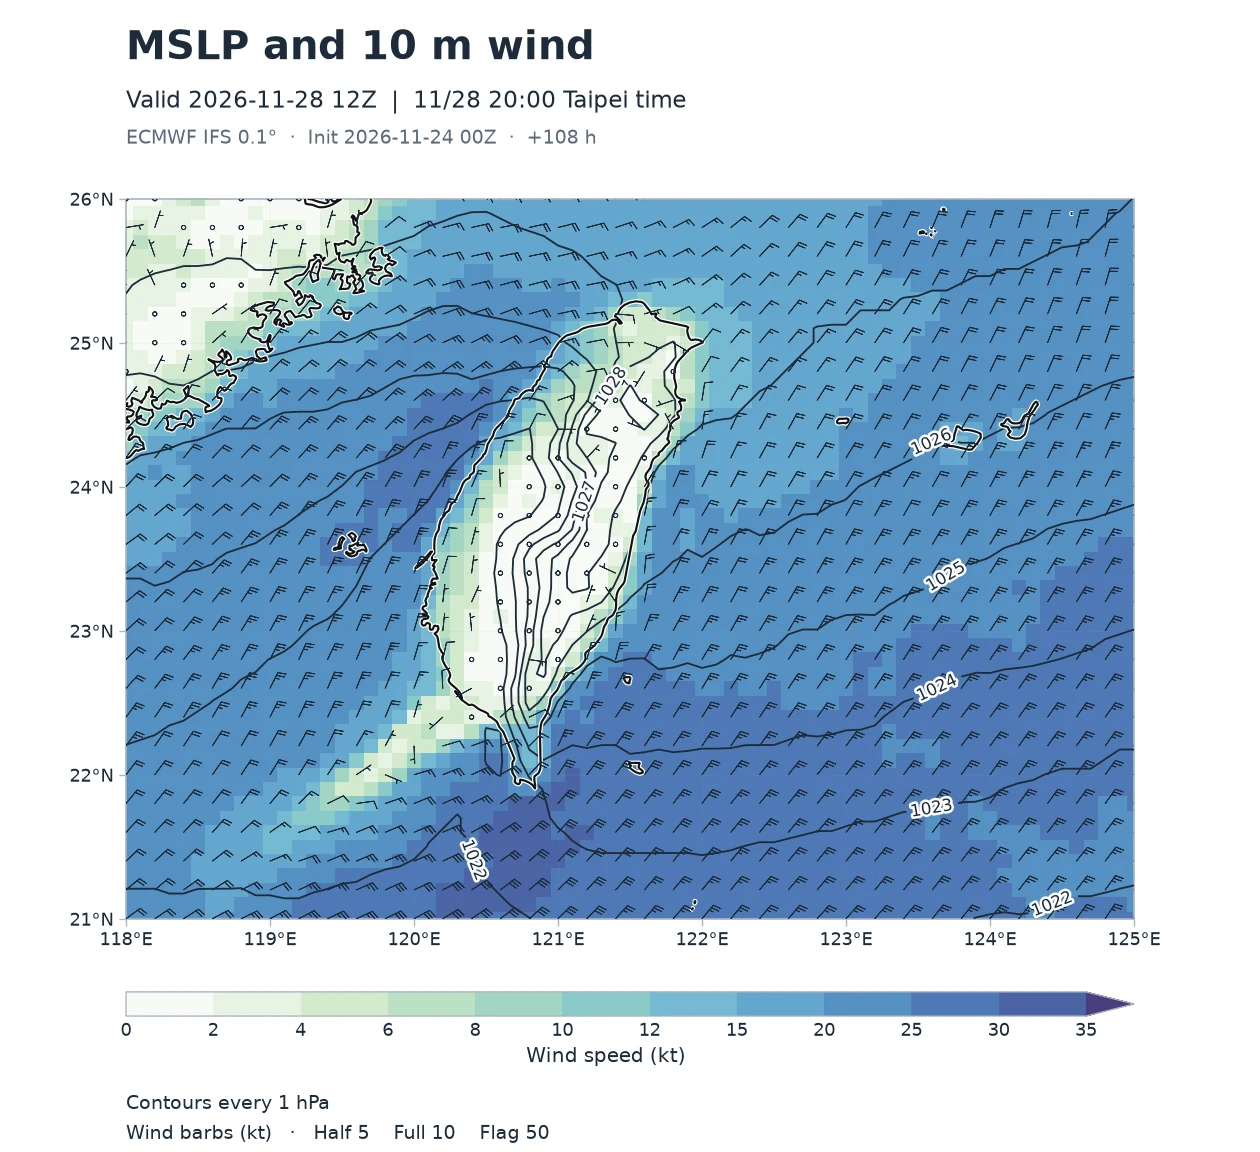 MSLP and 10 m wind
Valid 2026-11-28 12Z | 11/28 20:00 Taipei time
ECMWF IFS 0.1° · Init 2026-11-24 00Z · +108 h
26°N
25°N
24°N
23°N
22°N
21°N
1028
1027
1026
1025
1024
1023
1022
1022
118°E 119°E 120°E 121°E 122°E 123°E 124°E 125°E
0 2 4 6 8 10 12 15 20 25 30 35
Wind speed (kt)
Contours every 1 hPa
Wind barbs (kt) · Half 5 Full 10 Flag 50